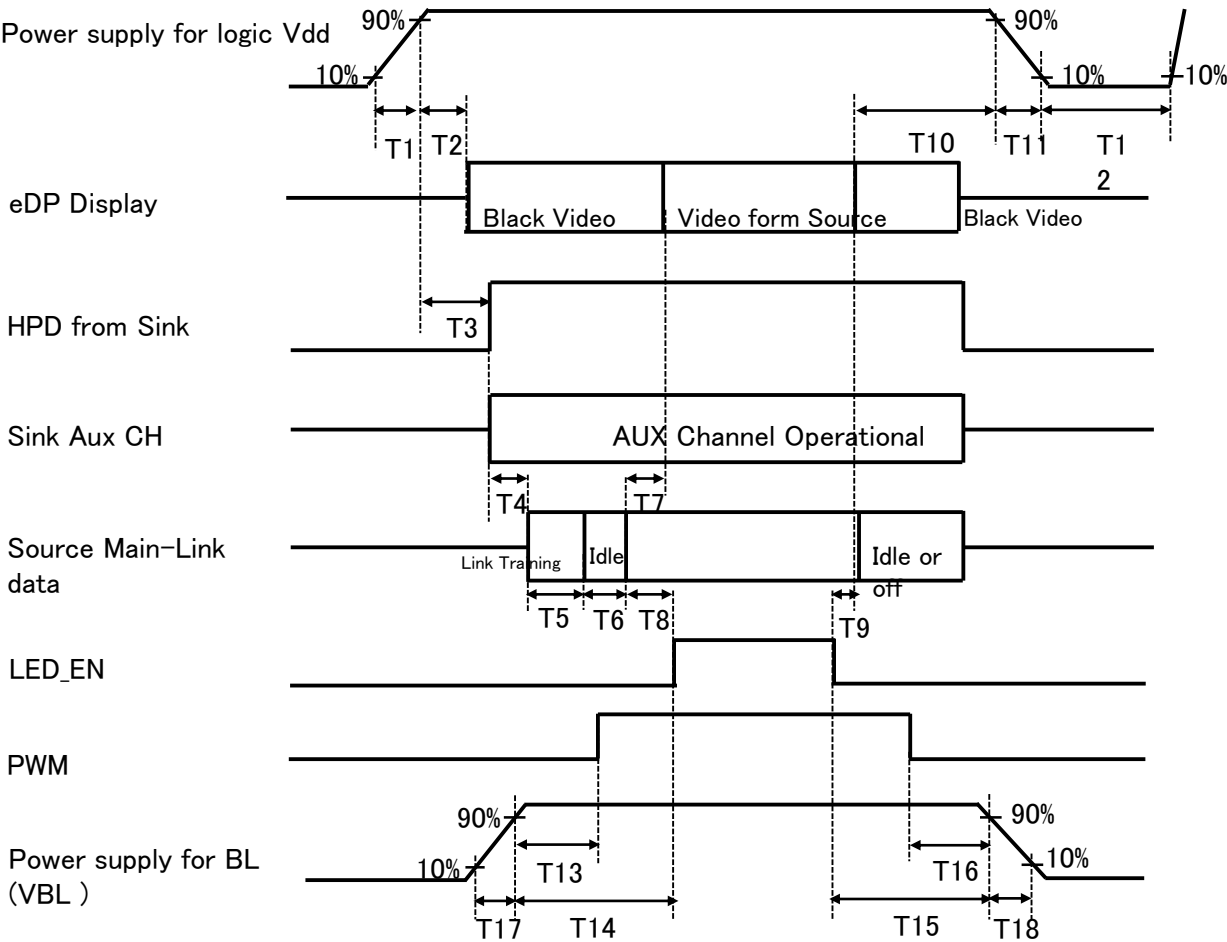 90%
90%
Power supply for logic Vdd
10%
10%
10%
T1
T2
T10
T11
T1
2
eDP Display
Black Video
Video form Source
Black Video
HPD from Sink
T3
Sink Aux CH
AUX Channel Operational
T4
T7
Source Main-Link
data
Link Training
Idle
Idle or
off
T5
T6
T8
T9
LED_EN
PWM
90%
90%
Power supply for BL
(VBL )
10%
10%
T13
T16
T17
T14
T15
T18